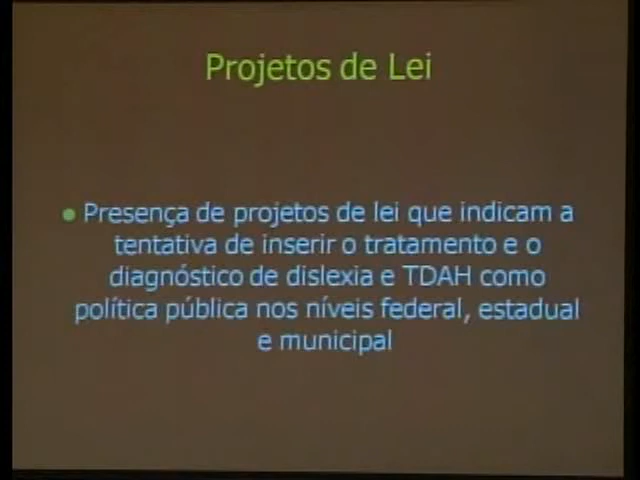 Projetos de Lei
● Presença de projetos de lei que indicam a
tentativa de inserir o tratamento e o
diagnóstico de dislexia e TDAH como
política pública nos níveis federal, estadual
e municipal